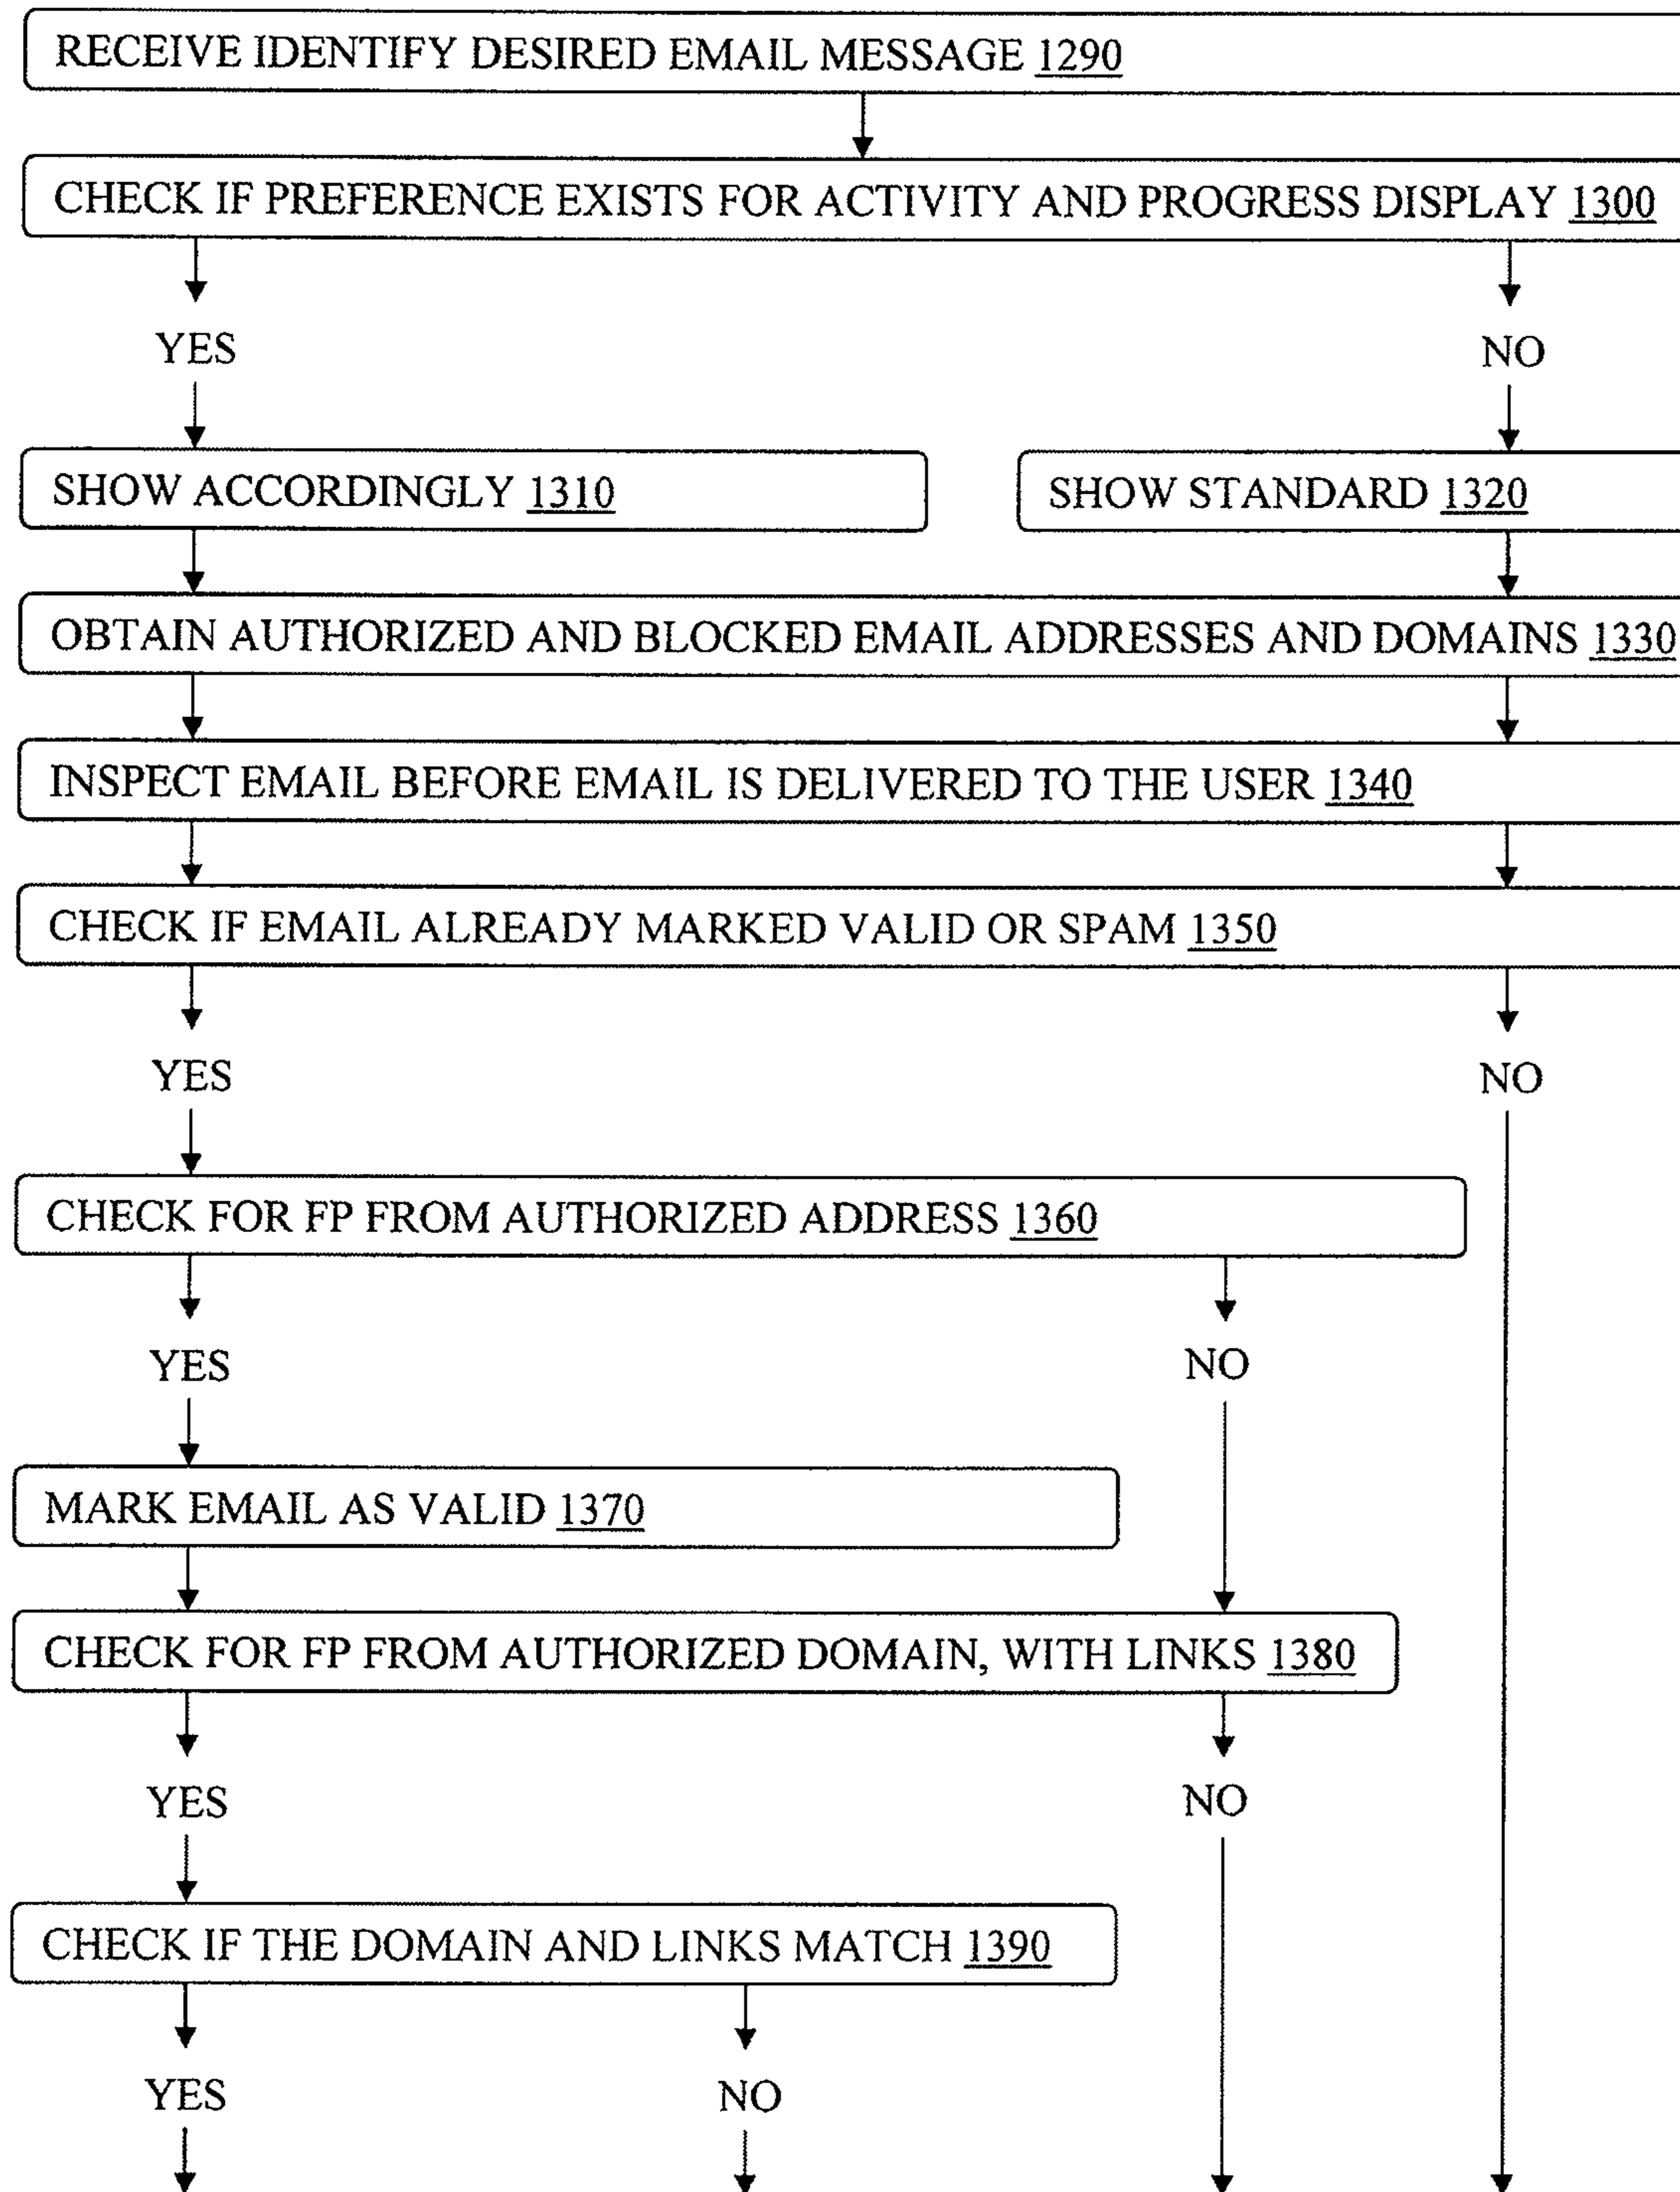 RECEIVE IDENTIFY DESIRED EMAIL MESSAGE 1290
CHECK IF PREFERENCE EXISTS FOR ACTIVITY AND PROGRESS DISPLAY 1300
YES
NO
SHOW ACCORDINGLY 1310
SHOW STANDARD 1320
OBTAIN AUTHORIZED AND BLOCKED EMAIL ADDRESSES AND DOMAINS 1330
INSPECT EMAIL BEFORE EMAIL IS DELIVERED TO THE USER 1340
CHECK IF EMAIL ALREADY MARKED VALID OR SPAM 1350
YES
NO
CHECK FOR FP FROM AUTHORIZED ADDRESS 1360
YES
NO
MARK EMAIL AS VALID 1370
CHECK FOR FP FROM AUTHORIZED DOMAIN, WITH LINKS 1380
YES
NO
CHECK IF THE DOMAIN AND LINKS MATCH 1390
YES
NO